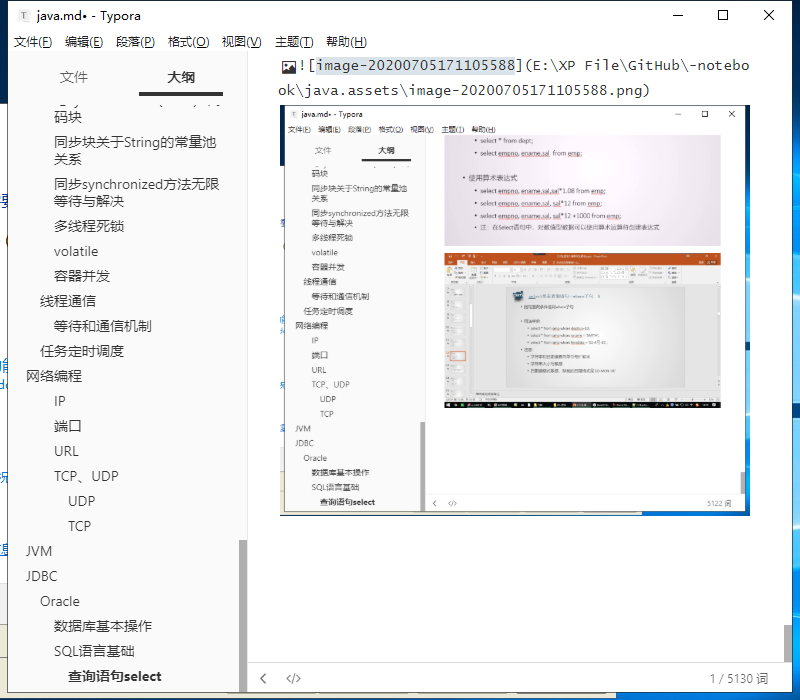 java.md• - Typora
文件(F) 编辑(E) 段落(P) 格式(O) 视图(V) 主题(T) 帮助(H)
文件 大纲
码块
同步块关于String的常量池
关系
同步synchronized方法无限
等待与解决
多线程死锁
volatile
容器并发
线程通信
等待和通信机制
任务定时调度
网络编程
IP
端口
URL
TCP、UDP
UDP
TCP
JVM
JDBC
Oracle
数据库基本操作
SQL语言基础
查询语句select
![image-20200705171105588](E:\XP File\GitHub\-notebo
ok\java.assets\image-20200705171105588.png)
java.md• - Typora
文件(F) 编辑(E) 段落(P) 格式(O) 视图(V) 主题(T) 帮助(H)
文件 大纲
码块
同步块关于String的常量池
关系
同步synchronized方法无限
等待与解决
多线程死锁
volatile
容器并发
线程通信
等待和通信机制
任务定时调度
网络编程
IP
端口
URL
TCP、UDP
UDP
TCP
JVM
JDBC
Oracle
数据库基本操作
SQL语言基础
查询语句select
• select * from dept;
• select empno, ename,sal from emp;
• 使用算术表达式
• select empno, ename,sal,sal*1.08 from emp;
• select empno, ename, sal, sal*12 from emp;
• select empno, ename, sal, sal*12 +1000 from emp;
• 注：在Select语句中，对数值型数据可以使用算术运算符创建表达式
5122 词
1 / 5130 词